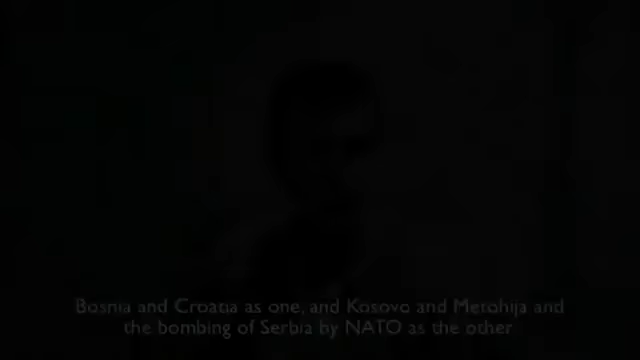 Bosnia and Croatia as one, and Kosovo and Metohija and
the bombing of Serbia by NATO as the other